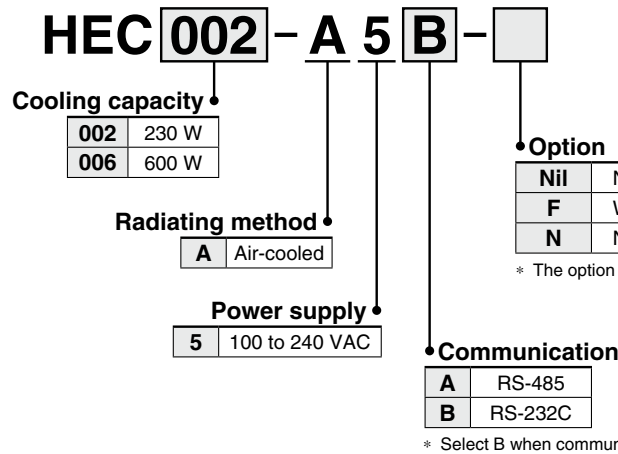 HEC 002 - A 5 B -
Cooling capacity
002 230 W
006 600 W
Option
Nil
F
N
* The option
Radiating method
A Air-cooled
Power supply
5 100 to 240 VAC
Communication
A RS-485
B RS-232C
* Select B when